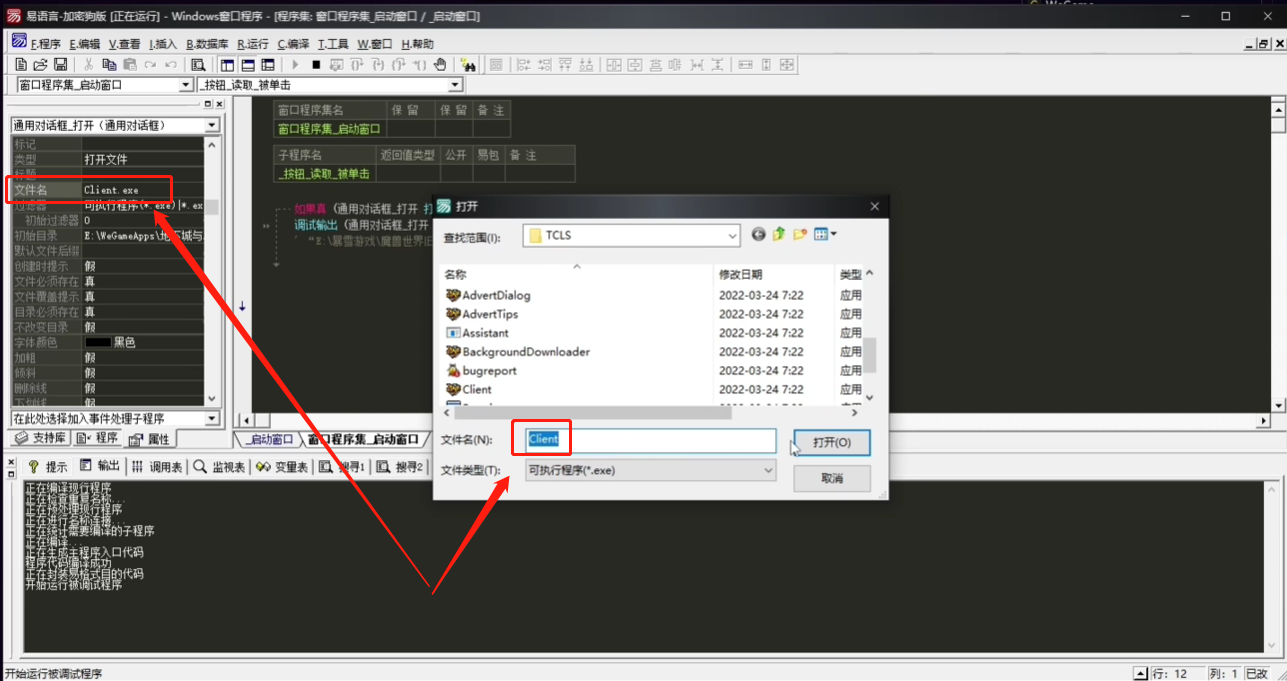 易语言-加密狗版 [正在运行] - Windows窗口程序 - [程序集: 窗口程序集_启动窗口 / _启动窗口]
F.程序 E.编辑 V.查看 I.插入 B.数据库 R.运行 C.编译 T.工具 W.窗口 H.帮助
窗口程序集_启动窗口
_按钮_读取_被单击
通用对话框_打开（通用对话框）
标记
类型 打开文件
标题
文件名 Client.exe
过滤器 可执行程序(*.exe)|*.ex
初始过滤器 0
初始目录 E:\WeGameApps\地下城与
默认文件后缀
创建时提示 假
文件必须存在 真
文件覆盖提示 真
目录必须存在 真
不改变目录 假
字体颜色 黑色
加粗 假
倾斜 假
删除线 假
下划线 假
在此处选择加入事件处理子程序
支持库 程序 属性
窗口程序集名 保 留 保 留 备 注
窗口程序集_启动窗口
子程序名 返回值类型 公开 易包 备 注
_按钮_读取_被单击
如果真 (通用对话框_打开 打
调试输出 (通用对话框_打开
“E:\暴雪游戏\魔兽世界旧
_启动窗口 窗口程序集_启动窗口
打开
查找范围(I): TCLS
名称 修改日期 类型
AdvertDialog 2022-03-24 7:22 应用
AdvertTips 2022-03-24 7:22 应用
Assistant 2022-03-24 7:22 应用
BackgroundDownloader 2022-03-24 7:22 应用
bugreport 2022-03-24 7:22 应用
Client 2022-03-24 7:22 应用
文件名(N): Client 打开(O)
文件类型(T): 可执行程序(*.exe) 取消
提示 输出 调用表 监视表 变量表 搜寻1 搜寻2
正在编译现行程序
正在检查重复名称...
正在预处理现行程序
正在进行名称连接...
正在统计需要编译的子程序
正在编译...
正在生成主程序入口代码
程序代码编译成功
正在封装易格式目的代码
开始运行被调试程序
开始运行被调试程序
行: 12 列: 1 已改